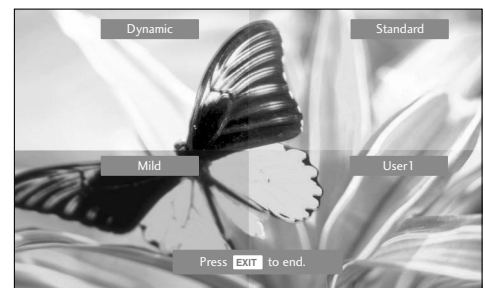 Dynamic
Standard
Mild
User1
Press EXIT to end.